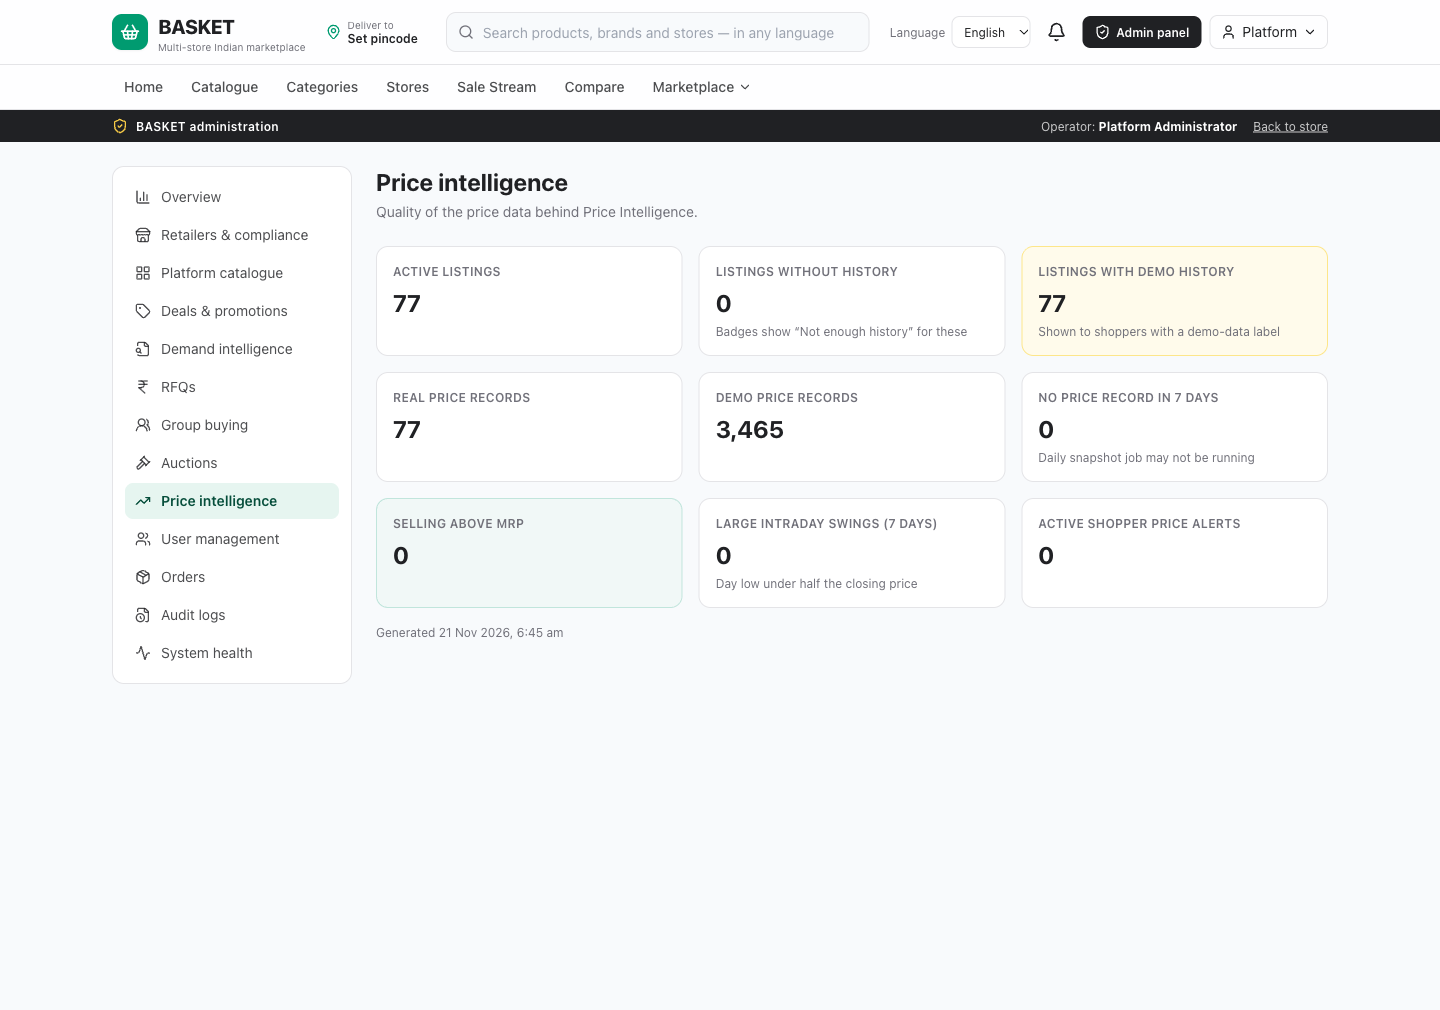 BASKET
Multi-store Indian marketplace
Deliver to
Set pincode
Search products, brands and stores — in any language
Language
English
Admin panel
Platform
Home
Catalogue
Categories
Stores
Sale Stream
Compare
Marketplace
BASKET administration
Operator: Platform Administrator
Back to store
Overview
Retailers & compliance
Platform catalogue
Deals & promotions
Demand intelligence
RFQs
Group buying
Auctions
Price intelligence
User management
Orders
Audit logs
System health
Price intelligence
Quality of the price data behind Price Intelligence.
ACTIVE LISTINGS
77
LISTINGS WITHOUT HISTORY
0
Badges show “Not enough history” for these
LISTINGS WITH DEMO HISTORY
77
Shown to shoppers with a demo-data label
REAL PRICE RECORDS
77
DEMO PRICE RECORDS
3,465
NO PRICE RECORD IN 7 DAYS
0
Daily snapshot job may not be running
SELLING ABOVE MRP
0
LARGE INTRADAY SWINGS (7 DAYS)
0
Day low under half the closing price
ACTIVE SHOPPER PRICE ALERTS
0
Generated 21 Nov 2026, 6:45 am